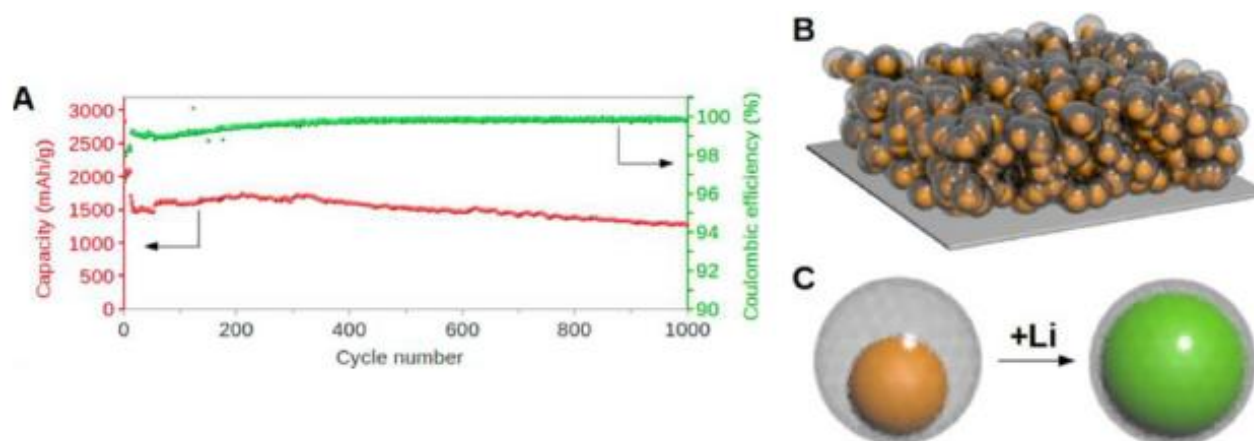 A
Capacity (mAh/g)
3000
2500
2000
1500
1000
500
0
0 200 400 600 800 1000
Cycle number
100
98
96
94
92
90
Coulombic efficiency (%)
B
C
+Li